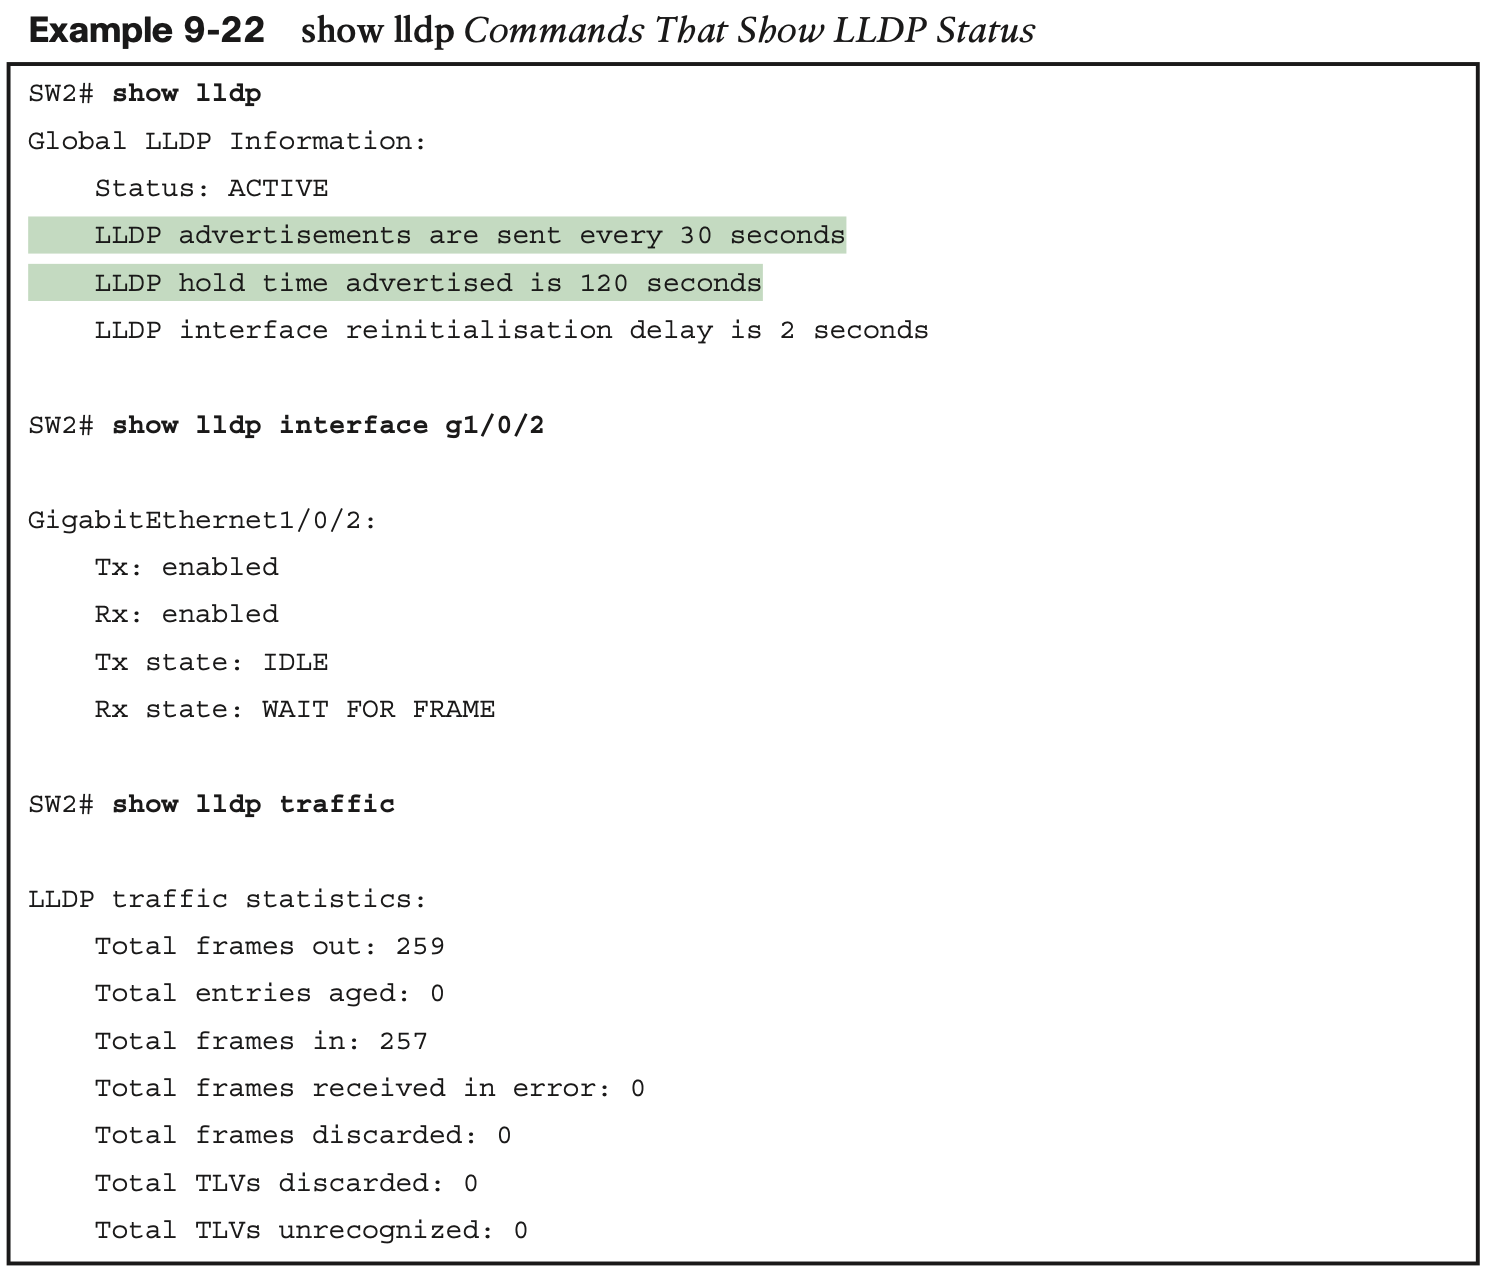 Example 9-22 show lldp Commands That Show LLDP Status
SW2# show lldp
Global LLDP Information:
    Status: ACTIVE
    LLDP advertisements are sent every 30 seconds
    LLDP hold time advertised is 120 seconds
    LLDP interface reinitialisation delay is 2 seconds
SW2# show lldp interface g1/0/2
GigabitEthernet1/0/2:
    Tx: enabled
    Rx: enabled
    Tx state: IDLE
    Rx state: WAIT FOR FRAME
SW2# show lldp traffic
LLDP traffic statistics:
    Total frames out: 259
    Total entries aged: 0
    Total frames in: 257
    Total frames received in error: 0
    Total frames discarded: 0
    Total TLVs discarded: 0
    Total TLVs unrecognized: 0